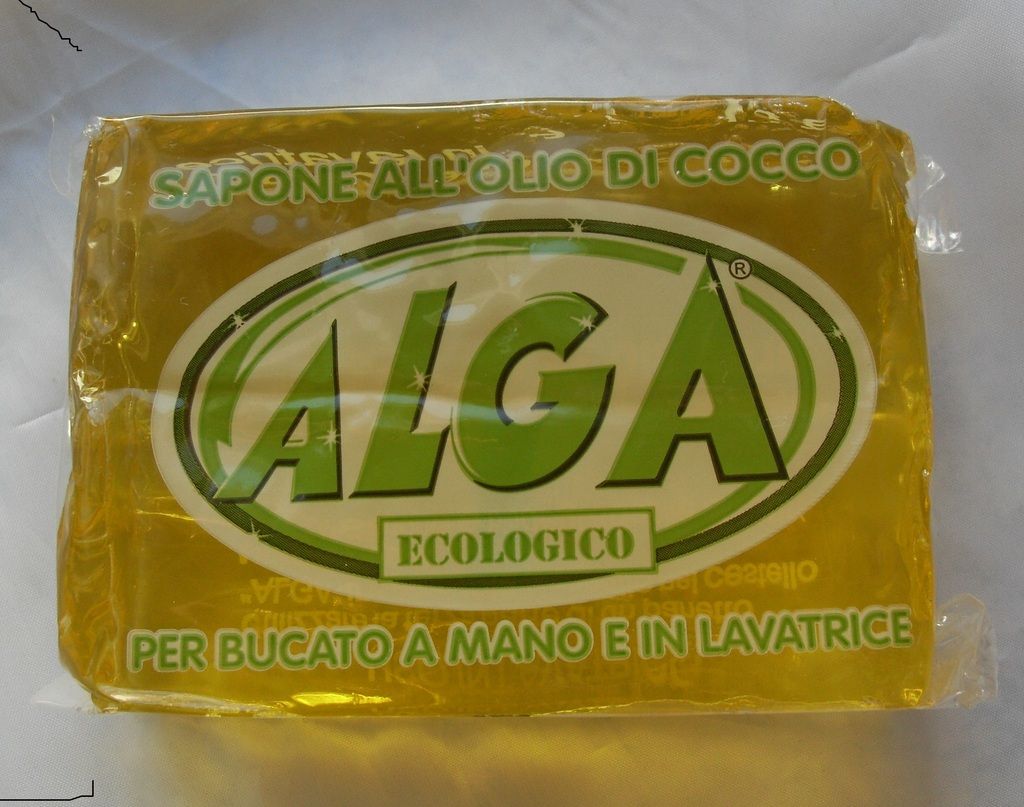 SAPONE ALL'OLIO DI COCCO
ALGA®
ECOLOGICO
PER BUCATO A MANO E IN LAVATRICE